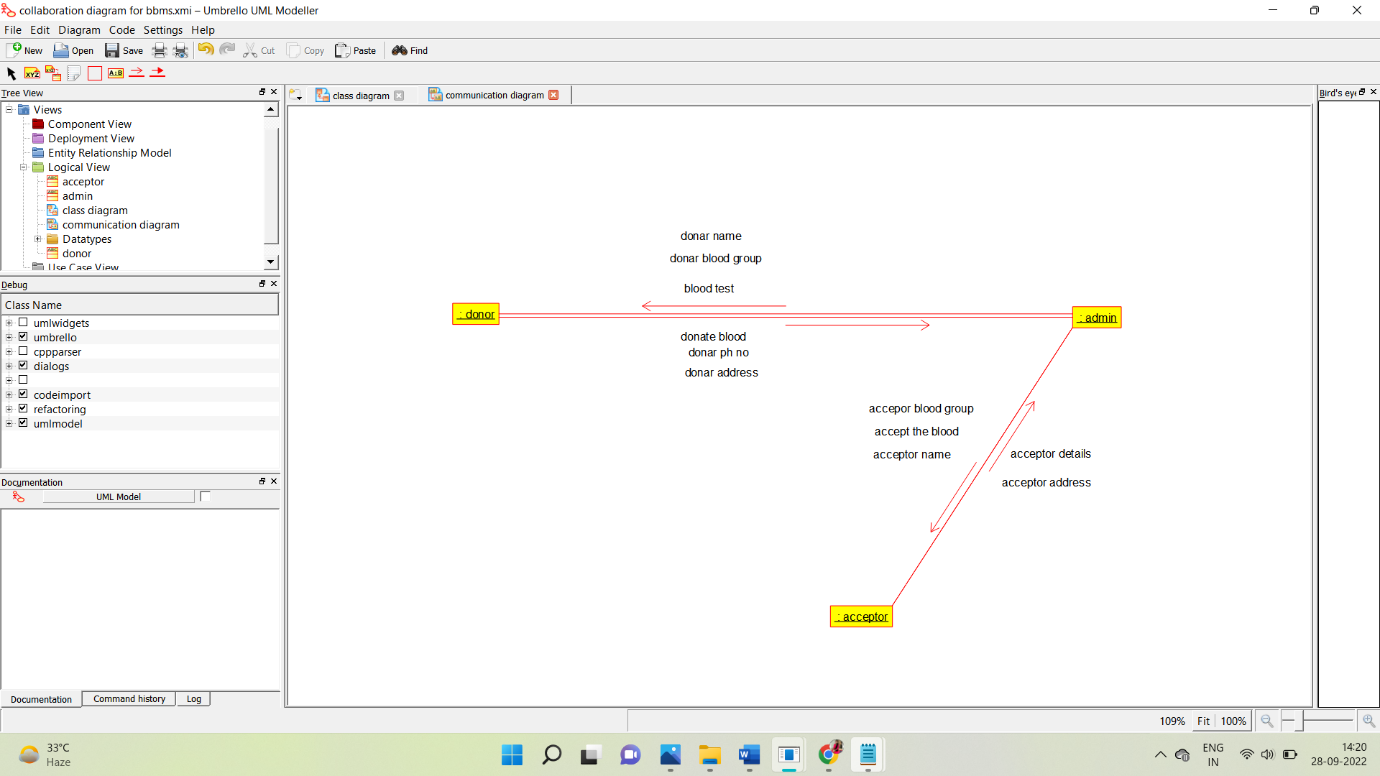 collaboration diagram for bbms.xmi – Umbrello UML Modeller
File Edit Diagram Code Settings Help
New Open Save Cut Copy Paste Find
XYZ A↕B
Tree View
Views
Component View
Deployment View
Entity Relationship Model
Logical View
acceptor
admin
class diagram
communication diagram
Datatypes
donor
Use Case View
Debug
Class Name
umlwidgets
umbrello
cppparser
dialogs
codeimport
refactoring
umlmodel
Documentation
UML Model
Documentation Command history Log
class diagram communication diagram
donar name
donar blood group
blood test
: donor
: admin
donate blood
donar ph no
donar address
accepor blood group
accept the blood
acceptor name
acceptor details
acceptor address
: acceptor
Bird's eye
109% Fit 100%
33°C
Haze
ENG
IN
14:20
28-09-2022